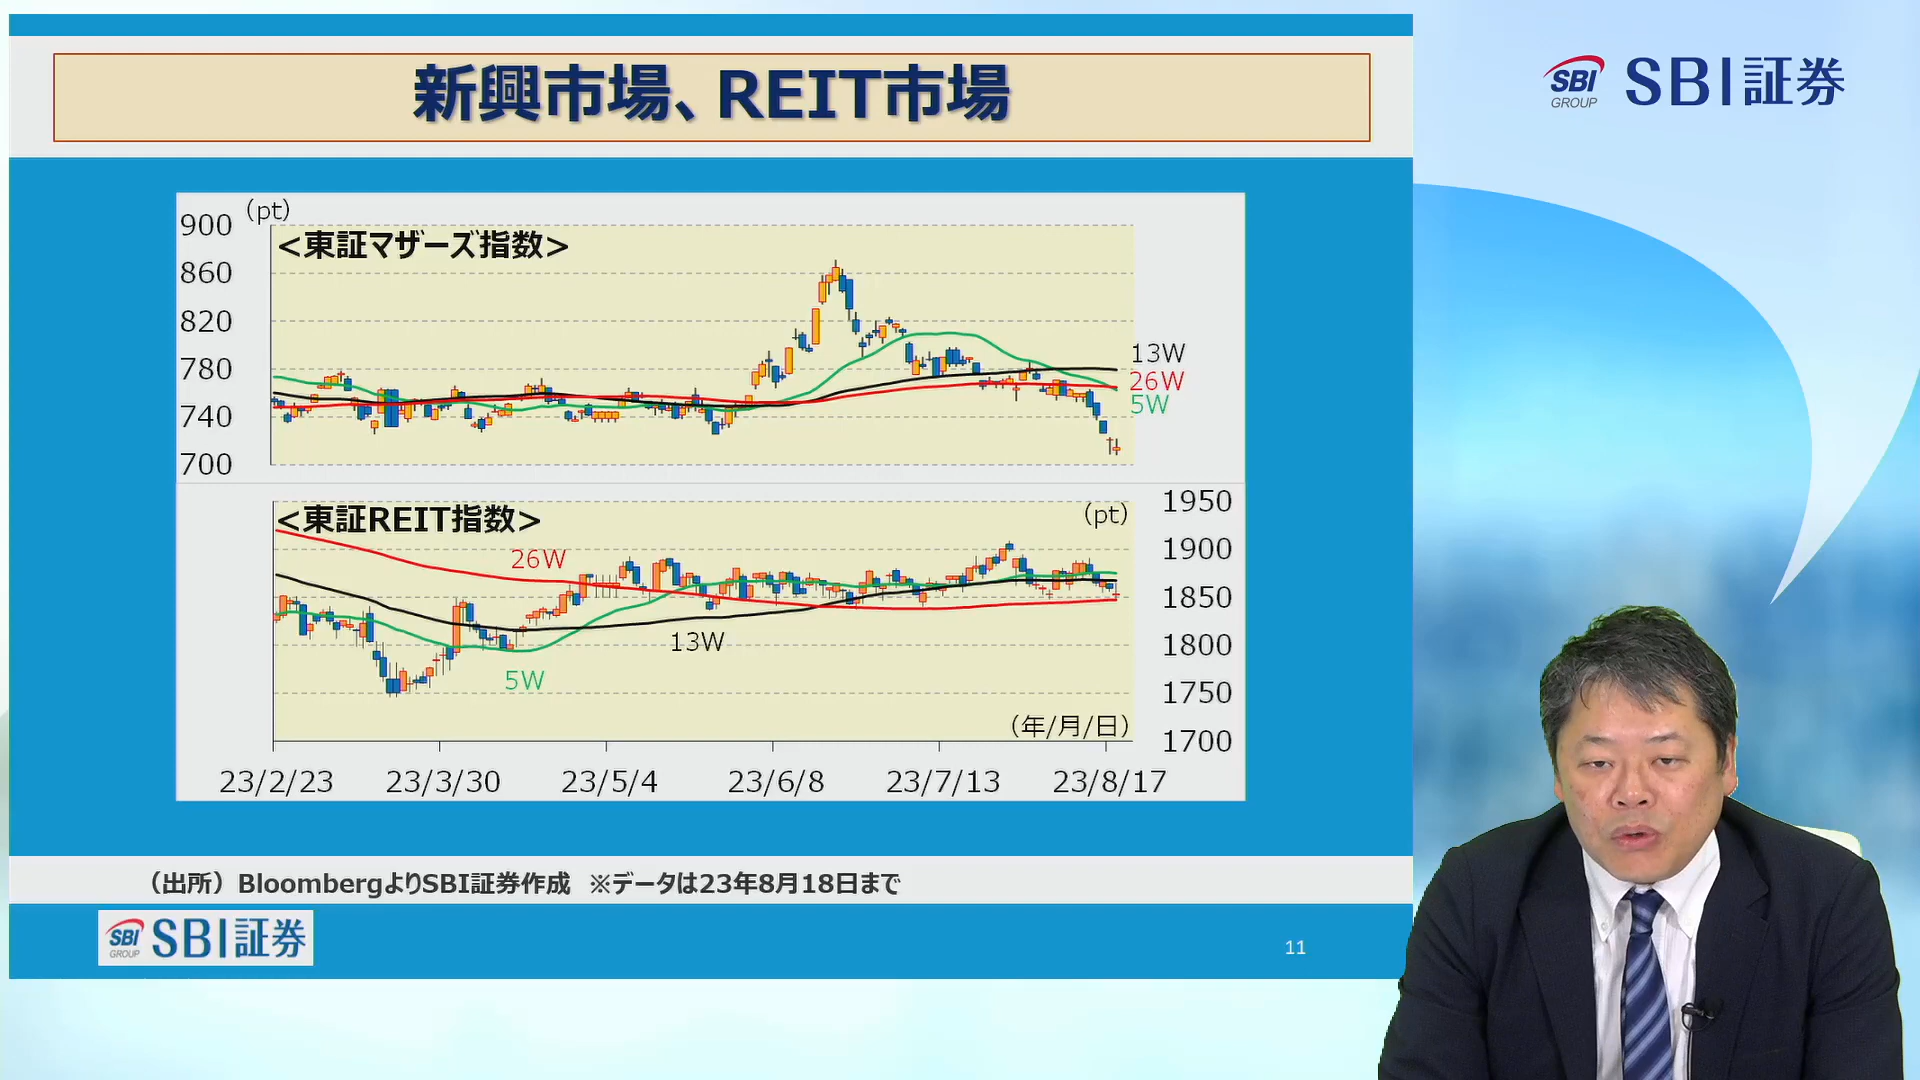 新興市場、REIT市場
SBI GROUP SBI証券
(pt)
900
<東証マザーズ指数>
860
820
780
740
700
13W
26W
5W
<東証REIT指数>
(pt)
1950
1900
1850
1800
1750
1700
26W
13W
5W
(年/月/日)
23/2/23 23/3/30 23/5/4 23/6/8 23/7/13 23/8/17
(出所)BloombergよりSBI証券作成 ※データは23年8月18日まで
SBI GROUP SBI証券
11